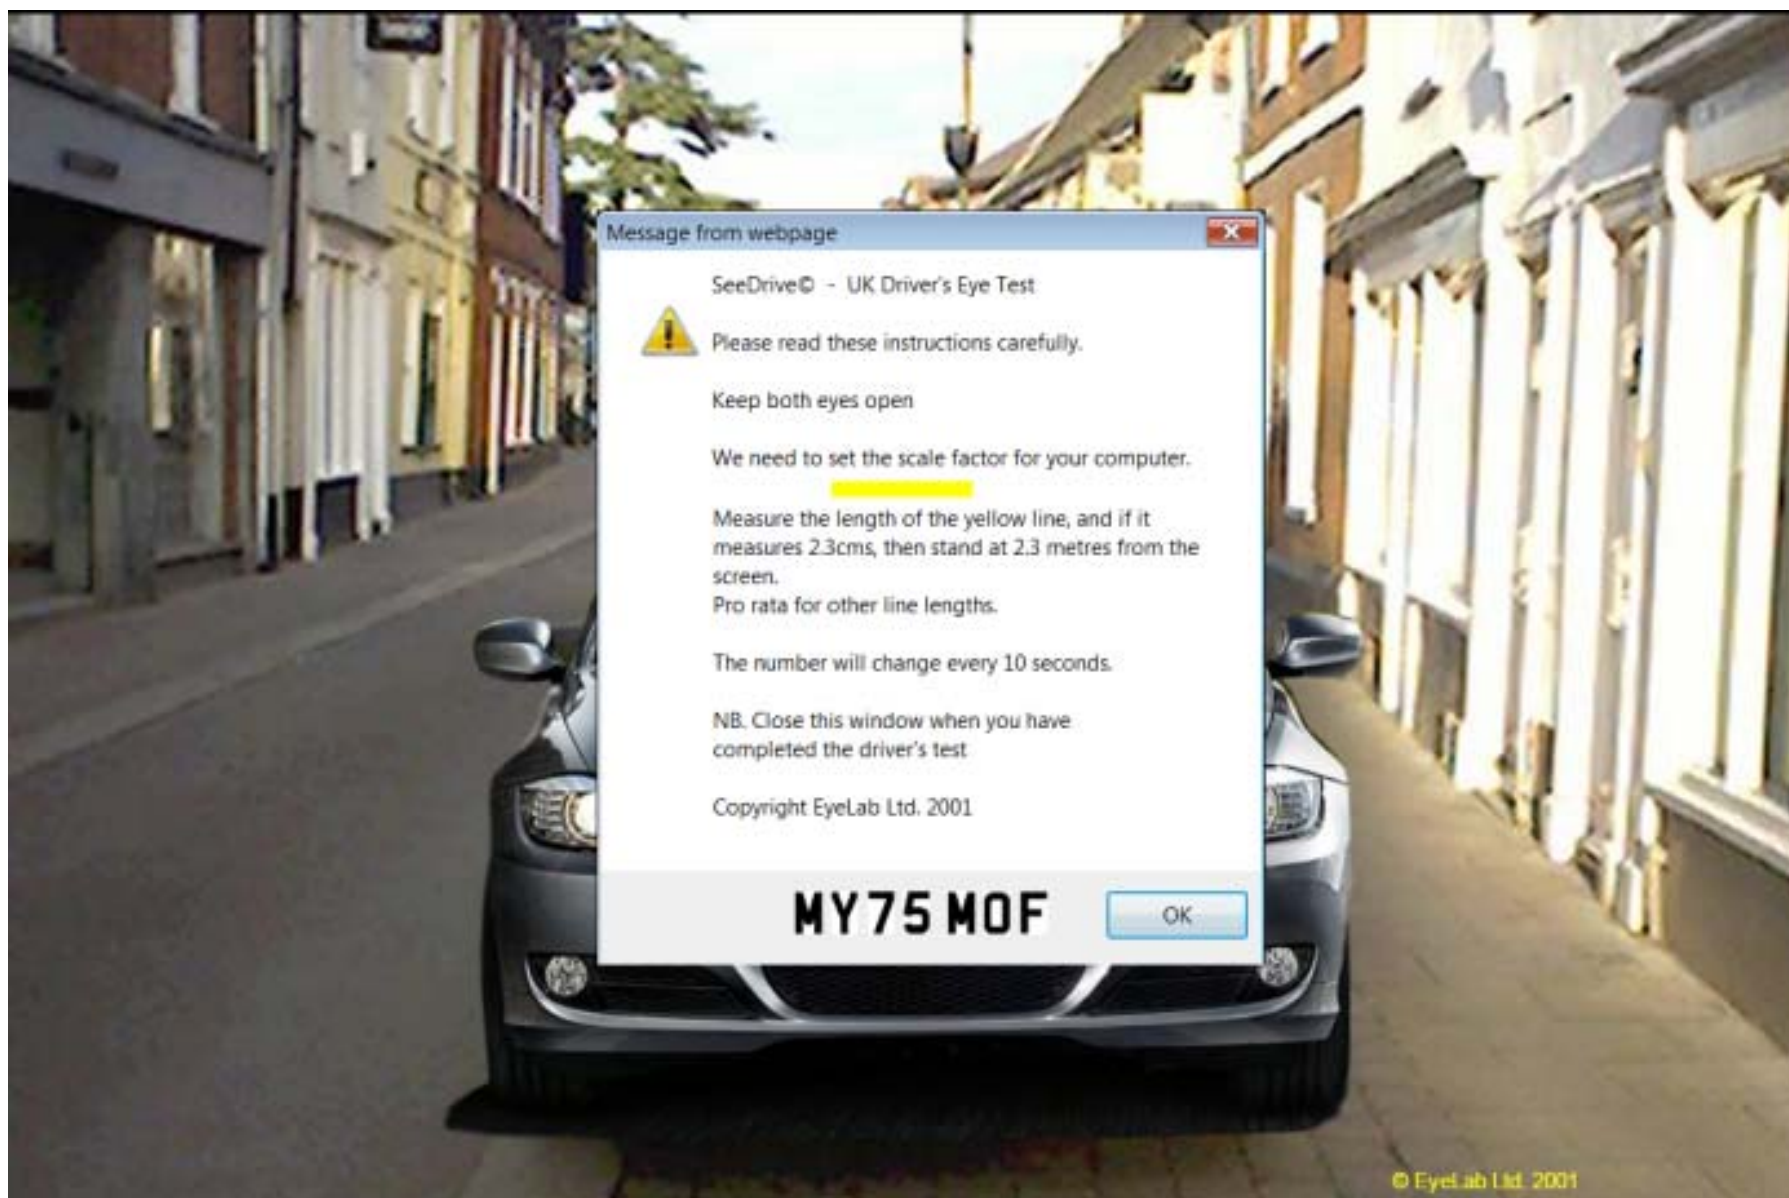 Message from webpage
SeeDrive© - UK Driver's Eye Test
Please read these instructions carefully.
Keep both eyes open
We need to set the scale factor for your computer.
Measure the length of the yellow line, and if it
measures 2.3cms, then stand at 2.3 metres from the
screen.
Pro rata for other line lengths.
The number will change every 10 seconds.
NB. Close this window when you have
completed the driver's test
Copyright EyeLab Ltd. 2001
MY75 MOF
OK
© EyeLab Ltd. 2001